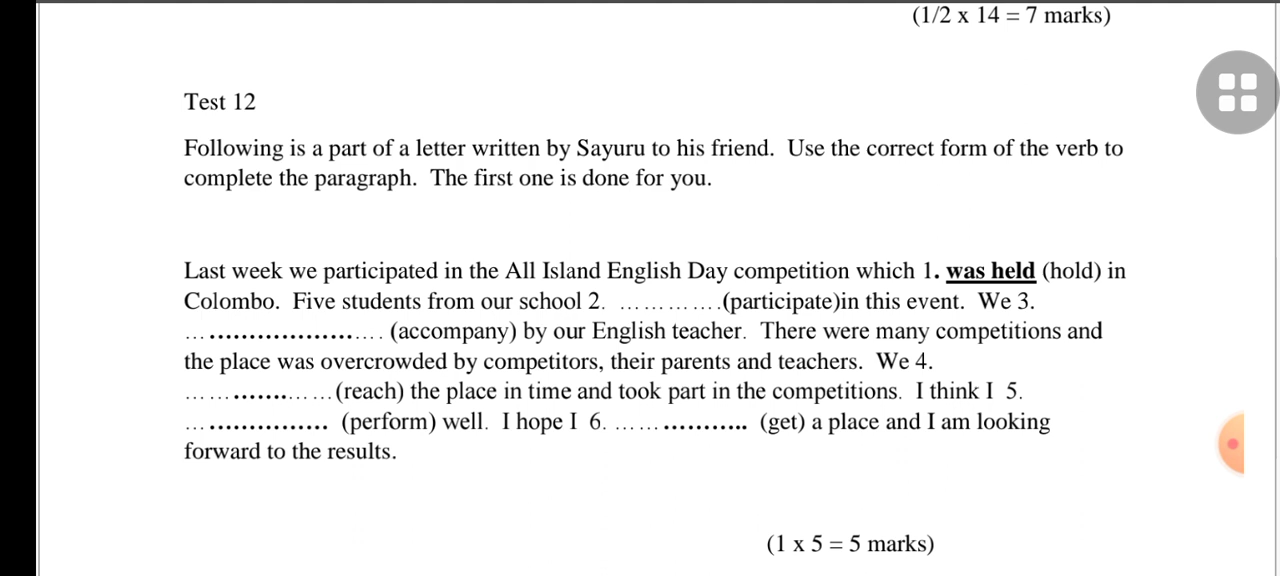 (1/2 x 14 = 7 marks)
Test 12
Following is a part of a letter written by Sayuru to his friend.  Use the correct form of the verb to
complete the paragraph.  The first one is done for you.
Last week we participated in the All Island English Day competition which 1. was held (hold) in
Colombo.  Five students from our school 2. ………….(participate)in this event.  We 3.
…...................…. (accompany) by our English teacher.  There were many competitions and
the place was overcrowded by competitors, their parents and teachers.  We 4.
…….......……(reach) the place in time and took part in the competitions.  I think I  5.
…............... (perform) well.  I hope I  6. ……........... (get) a place and I am looking
forward to the results.
(1 x 5 = 5 marks)